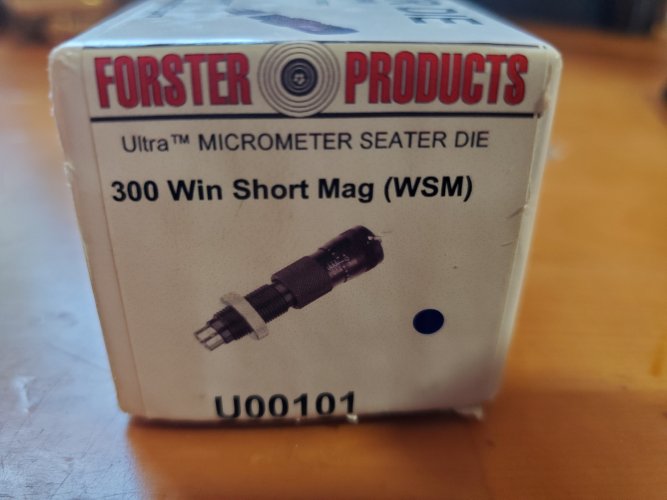 FORSTER PRODUCTS
Ultra™ MICROMETER SEATER DIE
300 Win Short Mag (WSM)
U00101